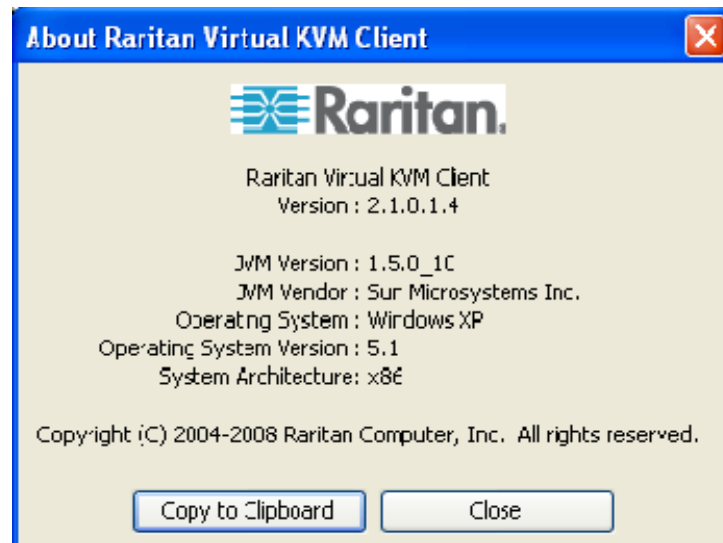 About Raritan Virtual KVM Client
Raritan.
Raritan Virtual KVM Client
Version : 2.1.0.1.4
JVM Version : 1.5.0_10
JVM Vendor : Sun Microsystems Inc.
Operating System : Windows XP
Operating System Version : 5.1
System Architecture: x86
Copyright (C) 2004-2008 Raritan Computer, Inc. All rights reserved.
Copy to Clipboard
Close